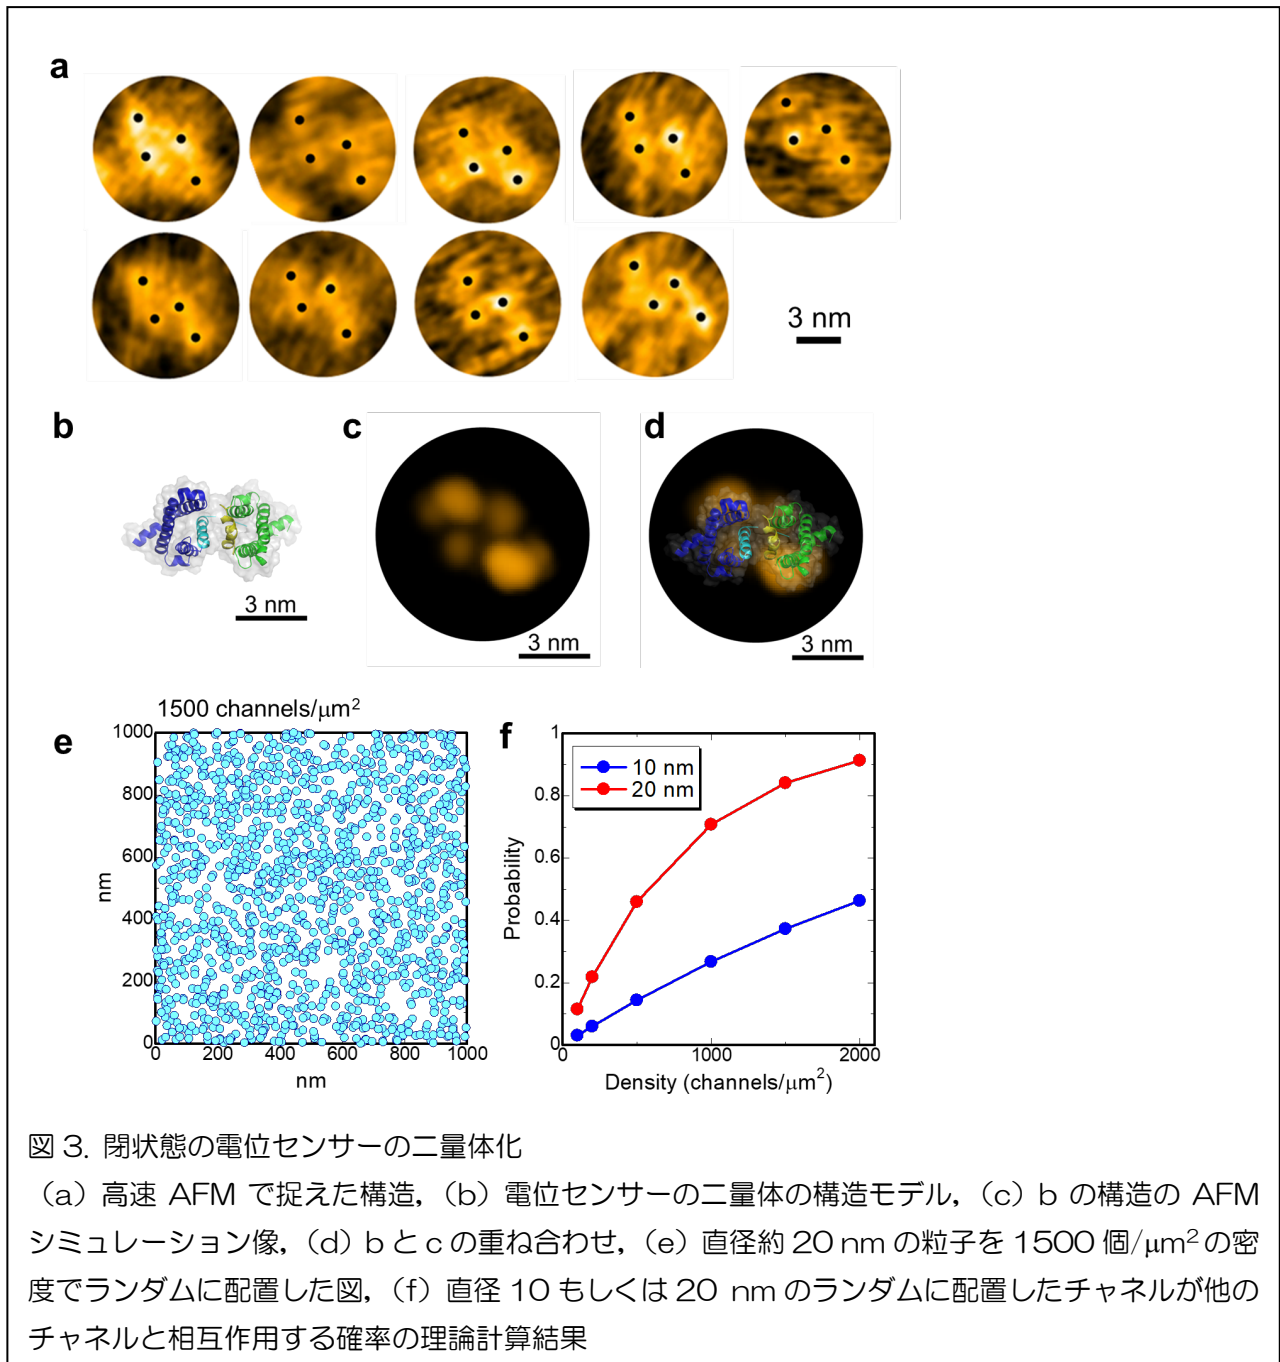 a
3 nm
b
c
d
3 nm
3 nm
3 nm
e
1500 channels/μm²
1000
800
600
400
200
0
nm
0 200 400 600 800 1000
nm
f
1
0.8
0.6
0.4
0.2
0
Probability
10 nm
20 nm
0 1000 2000
Density (channels/μm²)
図 3. 閉状態の電位センサーの二量体化
（a）高速 AFM で捉えた構造，（b）電位センサーの二量体の構造モデル，（c）b の構造の AFM
シミュレーション像，（d）b と c の重ね合わせ，（e）直径約 20 nm の粒子を 1500 個/μm² の密
度でランダムに配置した図，（f）直径 10 もしくは 20 nm のランダムに配置したチャネルが他の
チャネルと相互作用する確率の理論計算結果